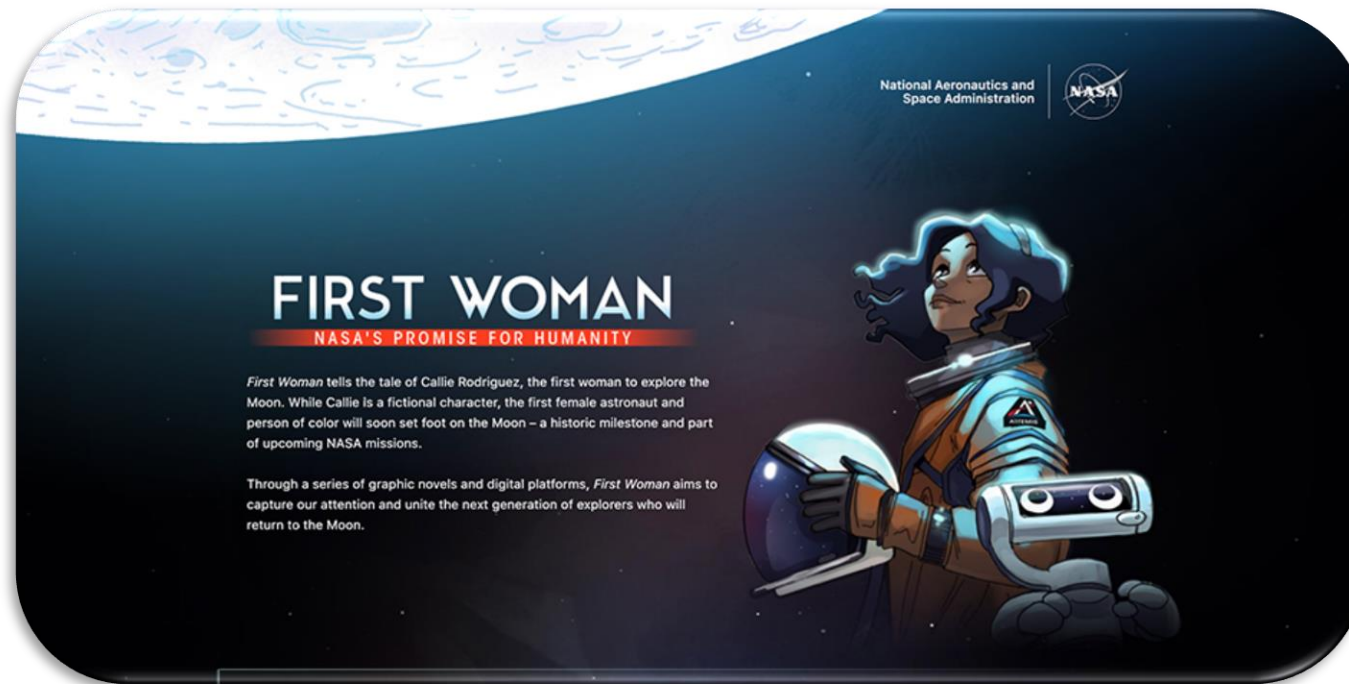 National Aeronautics and
Space Administration
NASA
FIRST WOMAN
NASA'S PROMISE FOR HUMANITY
First Woman tells the tale of Callie Rodriguez, the first woman to explore the
Moon. While Callie is a fictional character, the first female astronaut and
person of color will soon set foot on the Moon – a historic milestone and part
of upcoming NASA missions.
Through a series of graphic novels and digital platforms, First Woman aims to
capture our attention and unite the next generation of explorers who will
return to the Moon.
ARTEMIS